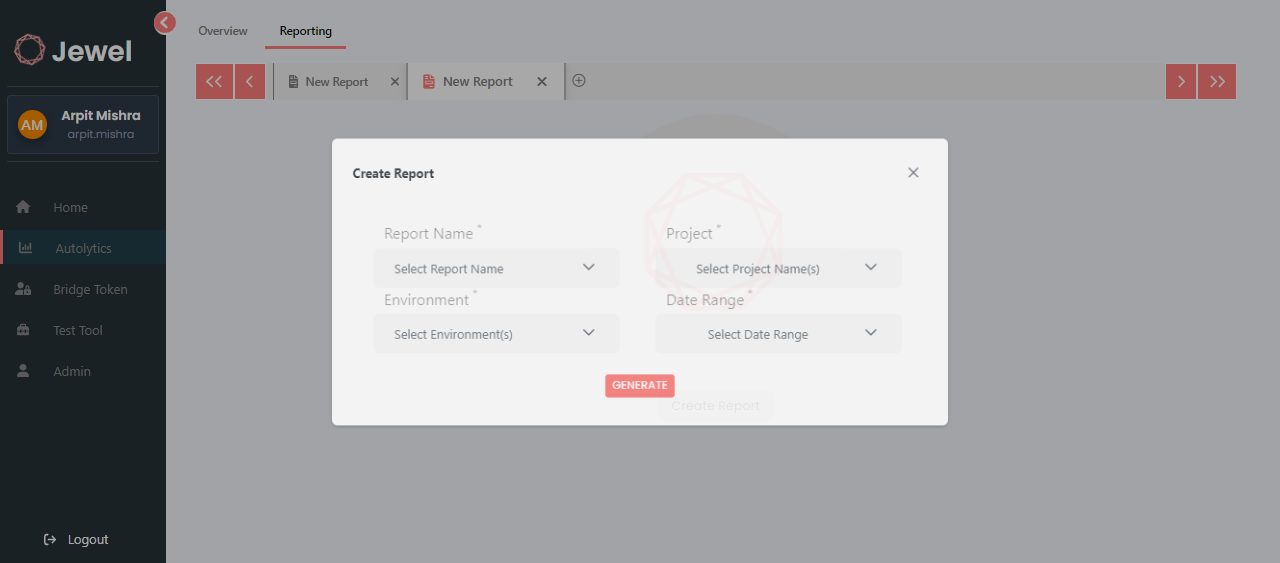 Jewel
AM
Arpit Mishra
arpit.mishra
Home
Autolytics
Bridge Token
Test Tool
Admin
Logout
Overview
Reporting
New Report
New Report
Create Report
Report Name *
Project *
Select Report Name
Select Project Name(s)
Environment *
Date Range *
Select Environment(s)
Select Date Range
GENERATE
Create Report